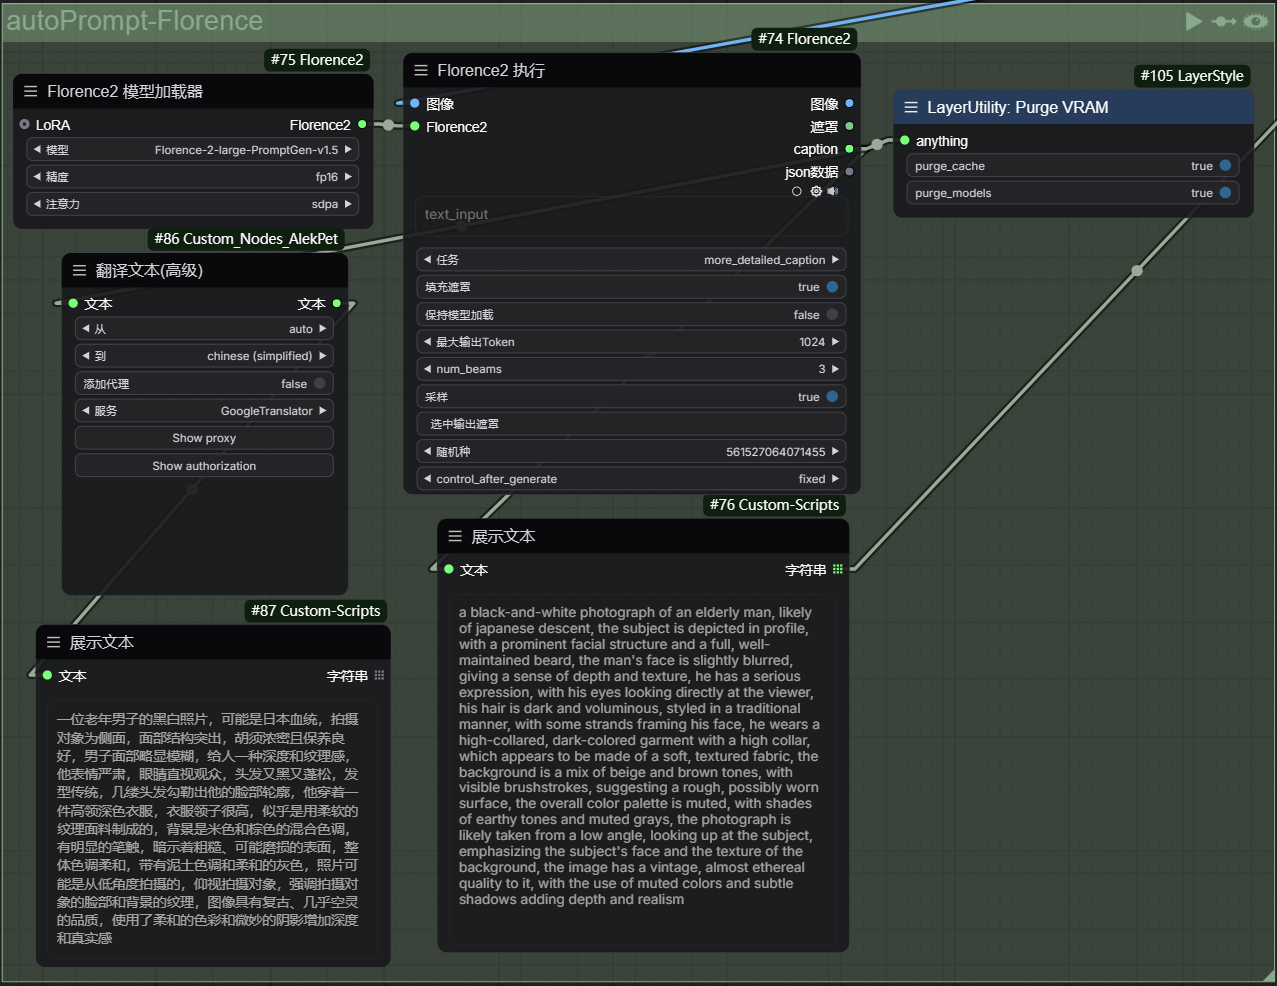 autoPrompt-Florence
#75 Florence2
Florence2 模型加载器
LoRA
Florence2
模型
Florence-2-large-PromptGen-v1.5
精度
fp16
注意力
sdpa
#74 Florence2
Florence2 执行
图像
图像
Florence2
遮罩
caption
json数据
text_input
任务
more_detailed_caption
填充遮罩
true
保持模型加载
false
最大输出Token
1024
num_beams
3
采样
true
选中输出遮罩
随机种
561527064071455
control_after_generate
fixed
#105 LayerStyle
LayerUtility: Purge VRAM
anything
purge_cache
true
purge_models
true
#86 Custom_Nodes_AlekPet
翻译文本(高级)
文本
文本
从
auto
到
chinese (simplified)
添加代理
false
服务
GoogleTranslator
Show proxy
Show authorization
#76 Custom-Scripts
展示文本
文本
字符串
a black-and-white photograph of an elderly man, likely
of japanese descent, the subject is depicted in profile,
with a prominent facial structure and a full, well-
maintained beard, the man's face is slightly blurred,
giving a sense of depth and texture, he has a serious
expression, with his eyes looking directly at the viewer,
his hair is dark and voluminous, styled in a traditional
manner, with some strands framing his face, he wears a
high-collared, dark-colored garment with a high collar,
which appears to be made of a soft, textured fabric, the
background is a mix of beige and brown tones, with
visible brushstrokes, suggesting a rough, possibly worn
surface, the overall color palette is muted, with shades
of earthy tones and muted grays, the photograph is
likely taken from a low angle, looking up at the subject,
emphasizing the subject's face and the texture of the
background, the image has a vintage, almost ethereal
quality to it, with the use of muted colors and subtle
shadows adding depth and realism
#87 Custom-Scripts
展示文本
文本
字符串
一位老年男子的黑白照片，可能是日本血统，拍摄
对象为侧面，面部结构突出，胡须浓密且保养良
好，男子面部略显模糊，给人一种深度和纹理感，
他表情严肃，眼睛直视观众，头发又黑又蓬松，发
型传统，几缕头发勾勒出他的脸部轮廓，他穿着一
件高领深色衣服，衣服领子很高，似乎是用柔软的
纹理面料制成的，背景是米色和棕色的混合色调，
有明显的笔触，暗示着粗糙、可能磨损的表面，整
体色调柔和，带有泥土色调和柔和的灰色，照片可
能是从低角度拍摄的，仰视拍摄对象，强调拍摄对
象的脸部和背景的纹理，图像具有复古、几乎空灵
的品质，使用了柔和的色彩和微妙的阴影增加深度
和真实感